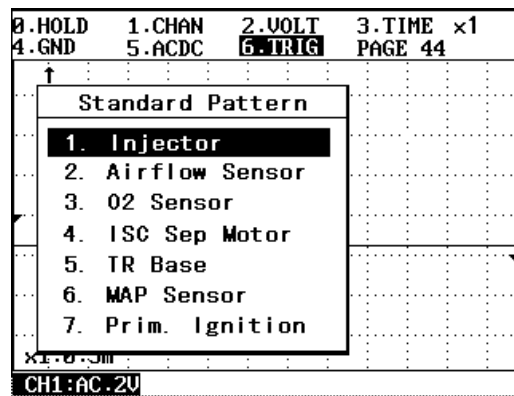 0.HOLD 1.CHAN 2.VOLT 3.TIME x1
4.GND 5.ACDC 6.TRIG PAGE 44
Standard Pattern
1. Injector
2. Airflow Sensor
3. O2 Sensor
4. ISC Sep Motor
5. TR Base
6. MAP Sensor
7. Prim. Ignition
CH1:AC.2V